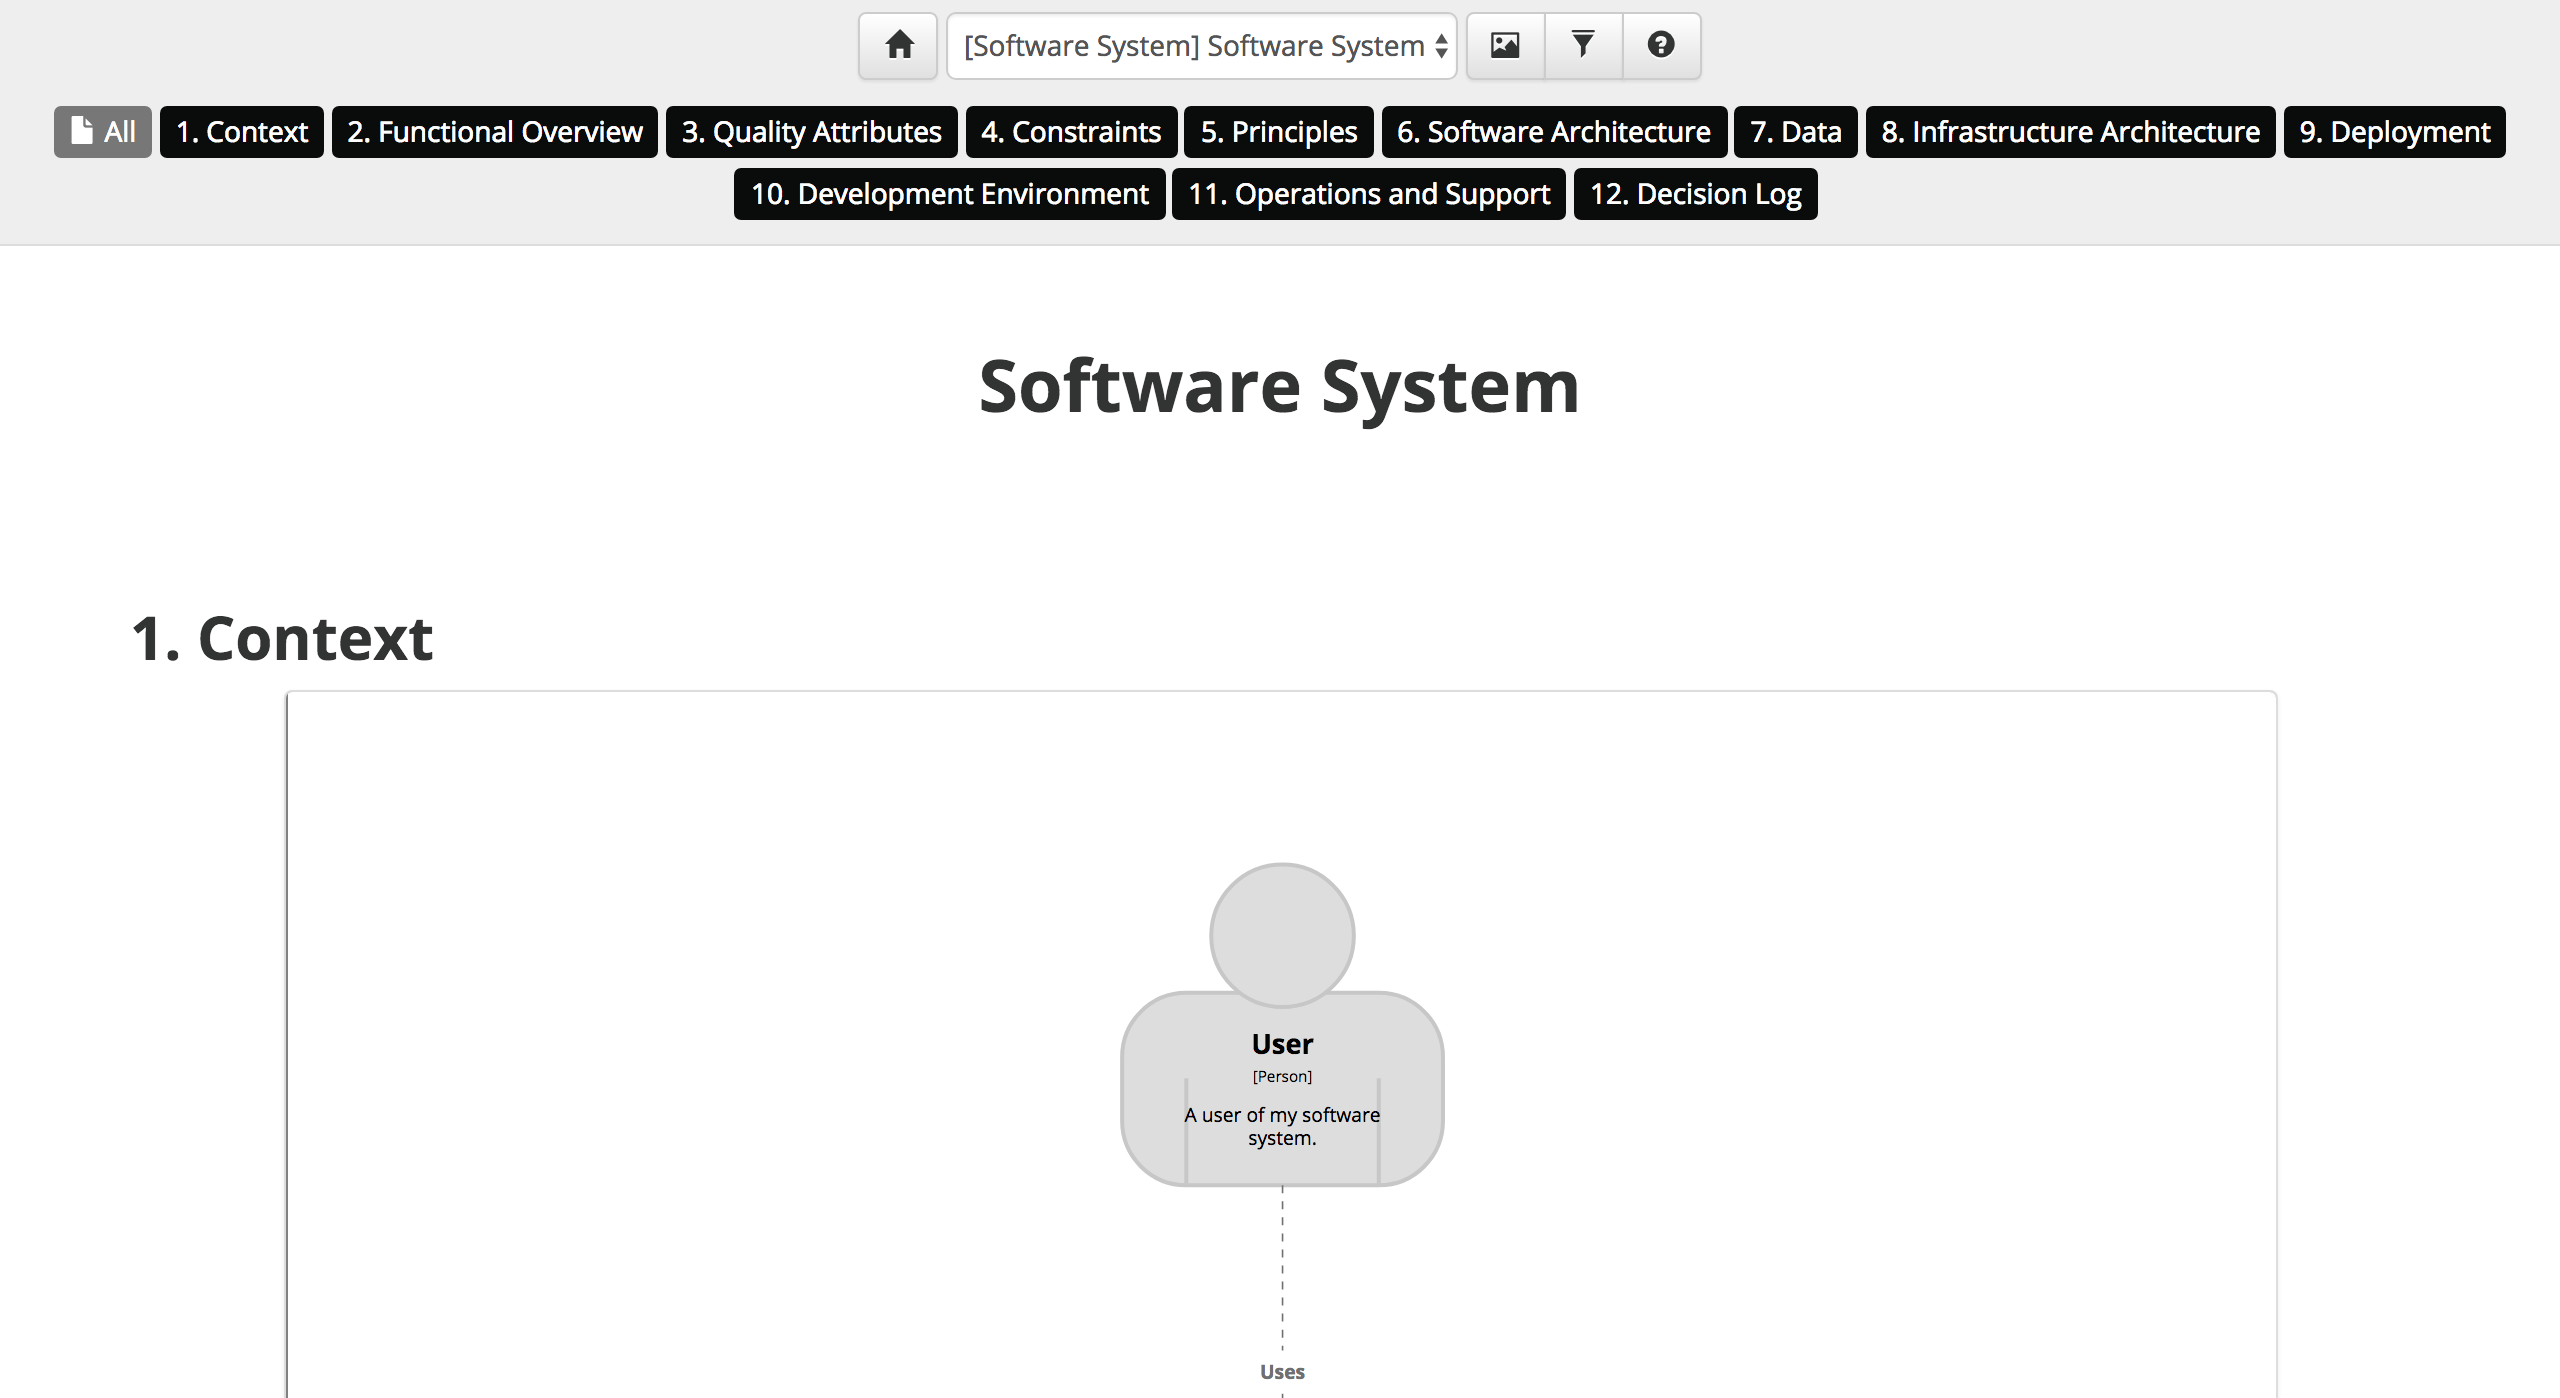 [Software System] Software System
All 1. Context 2. Functional Overview 3. Quality Attributes 4. Constraints 5. Principles 6. Software Architecture 7. Data 8. Infrastructure Architecture 9. Deployment
10. Development Environment 11. Operations and Support 12. Decision Log
Software System
1. Context
User
[Person]
A user of my software
system.
Uses